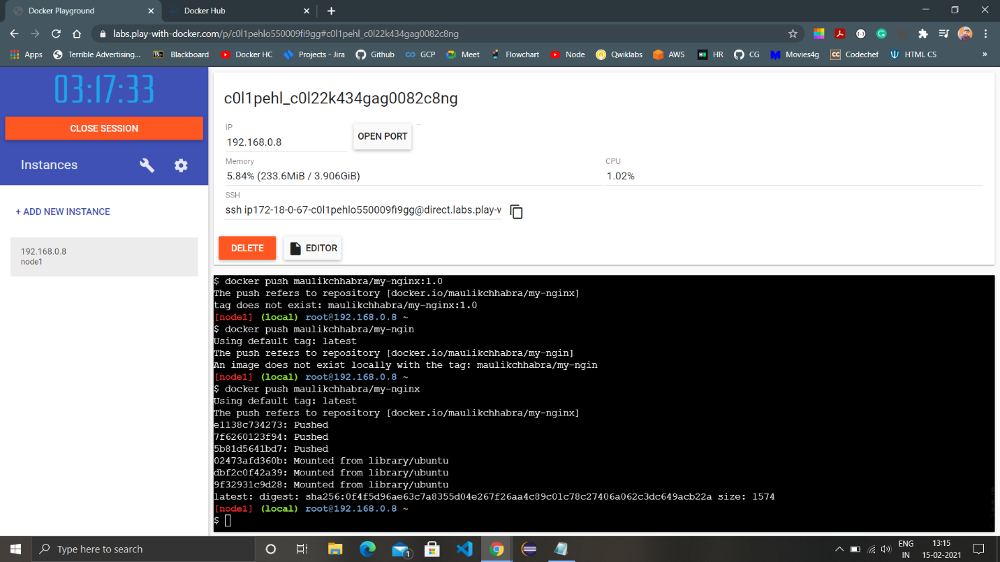 Docker Playground
Docker Hub
labs.play-with-docker.com/p/c0l1pehlo550009fi9gg#c0l1pehl_c0l22k434gag0082c8ng
Apps
Terrible Advertising...
Bb
Blackboard
Docker HC
Projects - Jira
Github
GCP
Meet
Flowchart
Node
Qwiklabs
AWS
HR
CG
Movies4g
CC
Codechef
HTML CS
»
03:17:33
CLOSE SESSION
Instances
+ ADD NEW INSTANCE
192.168.0.8
node1
c0l1pehl_c0l22k434gag0082c8ng
IP
192.168.0.8
OPEN PORT
Memory
5.84% (233.6MiB / 3.906GiB)
CPU
1.02%
SSH
ssh ip172-18-0-67-c0l1pehlo550009fi9gg@direct.labs.play-v
DELETE
EDITOR
$ docker push maulikchhabra/my-nginx:1.0
The push refers to repository [docker.io/maulikchhabra/my-nginx]
tag does not exist: maulikchhabra/my-nginx:1.0
[node1] (local) root@192.168.0.8 ~
$ docker push maulikchhabra/my-ngin
Using default tag: latest
The push refers to repository [docker.io/maulikchhabra/my-ngin]
An image does not exist locally with the tag: maulikchhabra/my-ngin
[node1] (local) root@192.168.0.8 ~
$ docker push maulikchhabra/my-nginx
Using default tag: latest
The push refers to repository [docker.io/maulikchhabra/my-nginx]
e1138c734273: Pushed
7f6260123f94: Pushed
5b81d5641bd7: Pushed
02473afd360b: Mounted from library/ubuntu
dbf2c0f42a39: Mounted from library/ubuntu
9f32931c9d28: Mounted from library/ubuntu
latest: digest: sha256:0f4f5d96ae63c7a8355d04e267f26aa4c89c01c78c27406a062c3dc649acb22a size: 1574
[node1] (local) root@192.168.0.8 ~
$
Type here to search
1
ENG
IN
13:15
15-02-2021